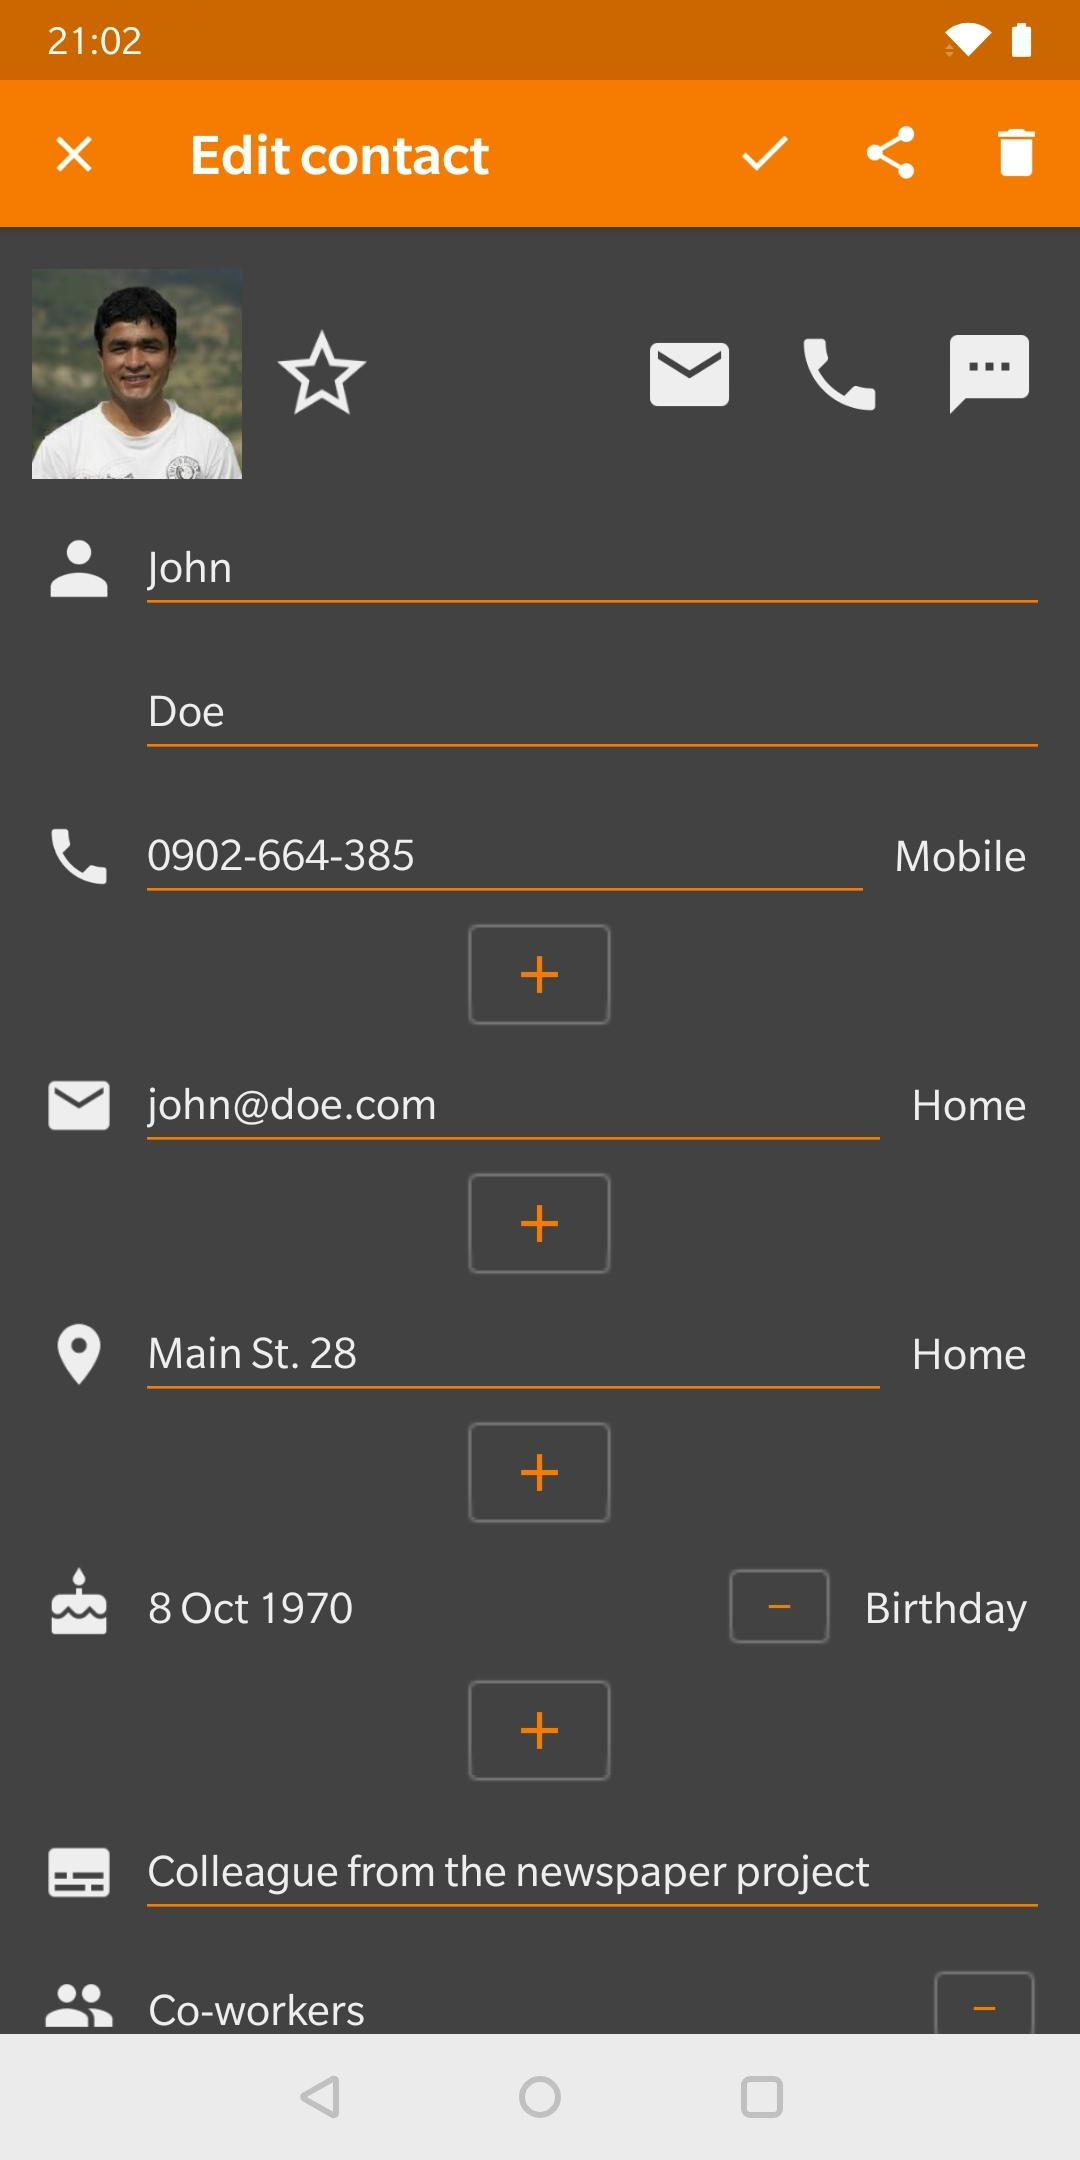 21:02
Edit contact
John
Doe
0902-664-385 Mobile
john@doe.com Home
Main St. 28 Home
8 Oct 1970 Birthday
Colleague from the newspaper project
Co-workers